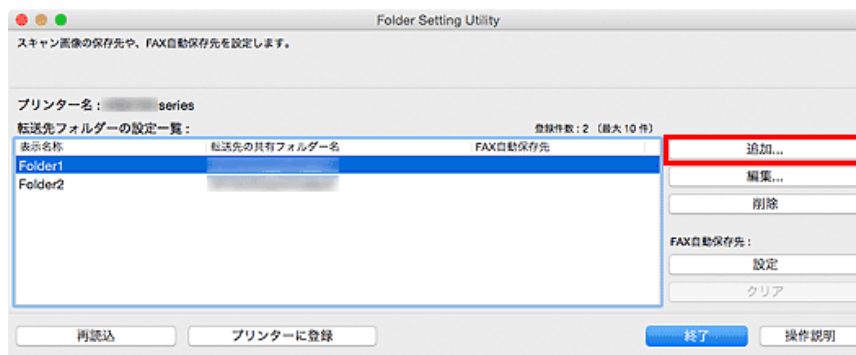 Folder Setting Utility
スキャン画像の保存先や、FAX自動保存先を設定します。
プリンター名: series
転送先フォルダーの設定一覧:
登録件数:2 (最大10件)
表示名称 転送先の共有フォルダー名 FAX自動保存先
Folder1
Folder2
追加...
編集...
削除
FAX自動保存先:
設定
クリア
再読込 プリンターに登録 終了 操作説明